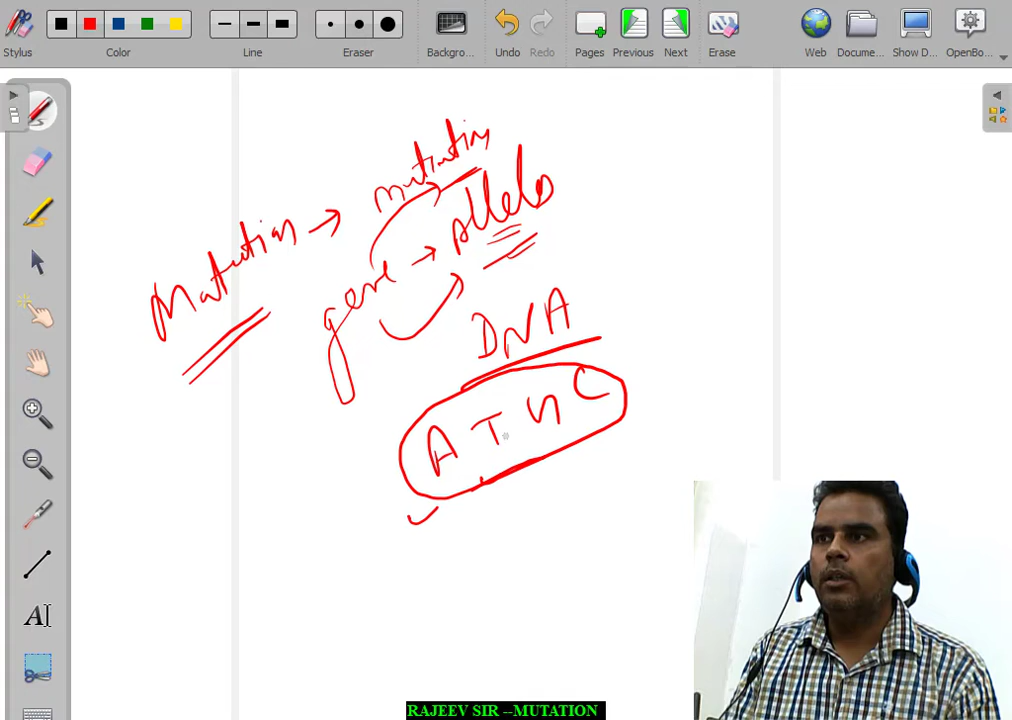 Stylus
Color
Line
Eraser
Backgro...
Undo
Redo
Pages
Previous
Next
Erase
Web
Docume...
Show D...
OpenBo...
Mutation → mutation
gene → Allels
DNA
A T G C
A
RAJEEV SIR --MUTATION